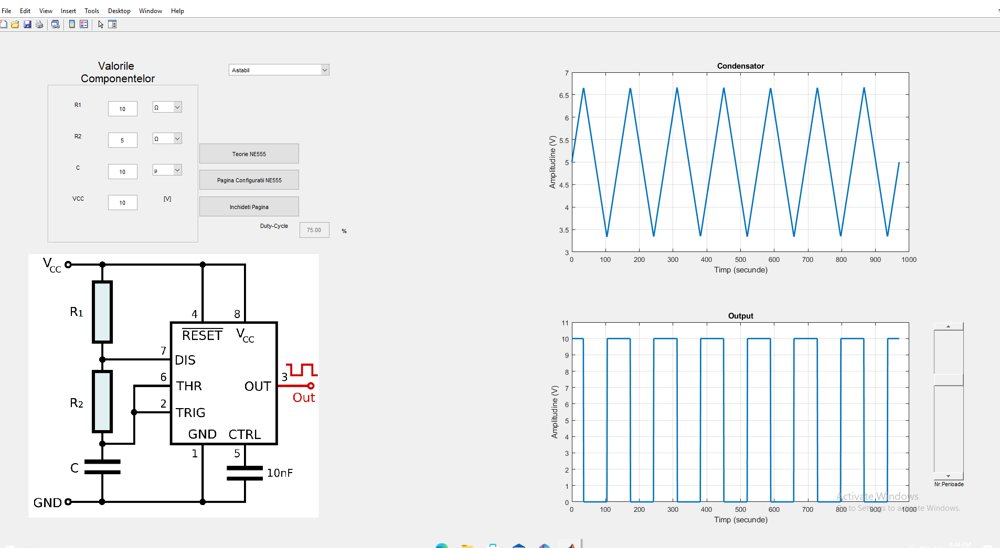 File Edit View Insert Tools Desktop Window Help
Valorile
Componentelor
Astabil
R1 10 Ω
R2 5 Ω
C 10 µ
VCC 10 [V]
Teorie NE555
Pagina Configuratii NE555
Inchideti Pagina
Duty-Cycle 75.00 %
VCC
R1
4 8
RESET VCC
7
DIS
6
THR
R2
2
TRIG
OUT
3
Out
GND CTRL
1 5
C
10nF
GND
Condensator
7
6.5
6
5.5
5
4.5
4
3.5
3
Amplitudine (V)
0 100 200 300 400 500 600 700 800 900 1000
Timp (secunde)
Output
11
10
9
8
7
6
5
4
3
2
1
0
Amplitudine (V)
0 100 200 300 400 500 600 700 800 900 1000
Timp (secunde)
Nr.Perioade
Activate Windows
Go to Settings to activate Windows.
4:44 PM